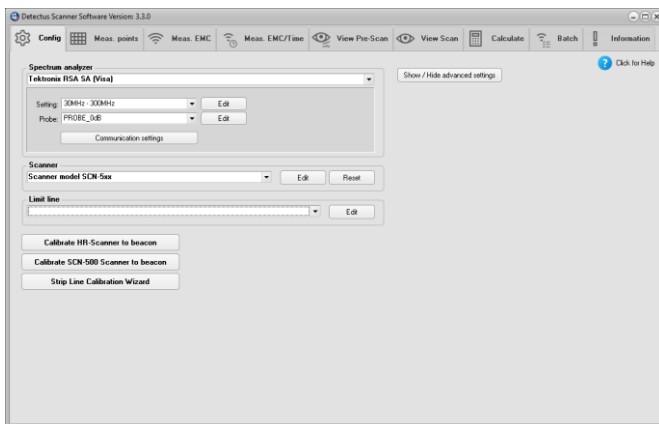 Detectus Scanner Software Version: 3.3.0
Config Meas. points Meas. EMC Meas. EMC/Time View Pre-Scan View Scan Calculate Batch Information
Click for Help
Show / Hide advanced settings
Spectrum analyzer
Tektronix RSA SA (Visa)
Setting: 30MHz - 300MHz Edit
Probe: PROBE_0dB Edit
Communication settings
Scanner
Scanner model SCN-5xx Edit Reset
Limit line
Edit
Calibrate HR-Scanner to beacon
Calibrate SCN-500 Scanner to beacon
Strip Line Calibration Wizard